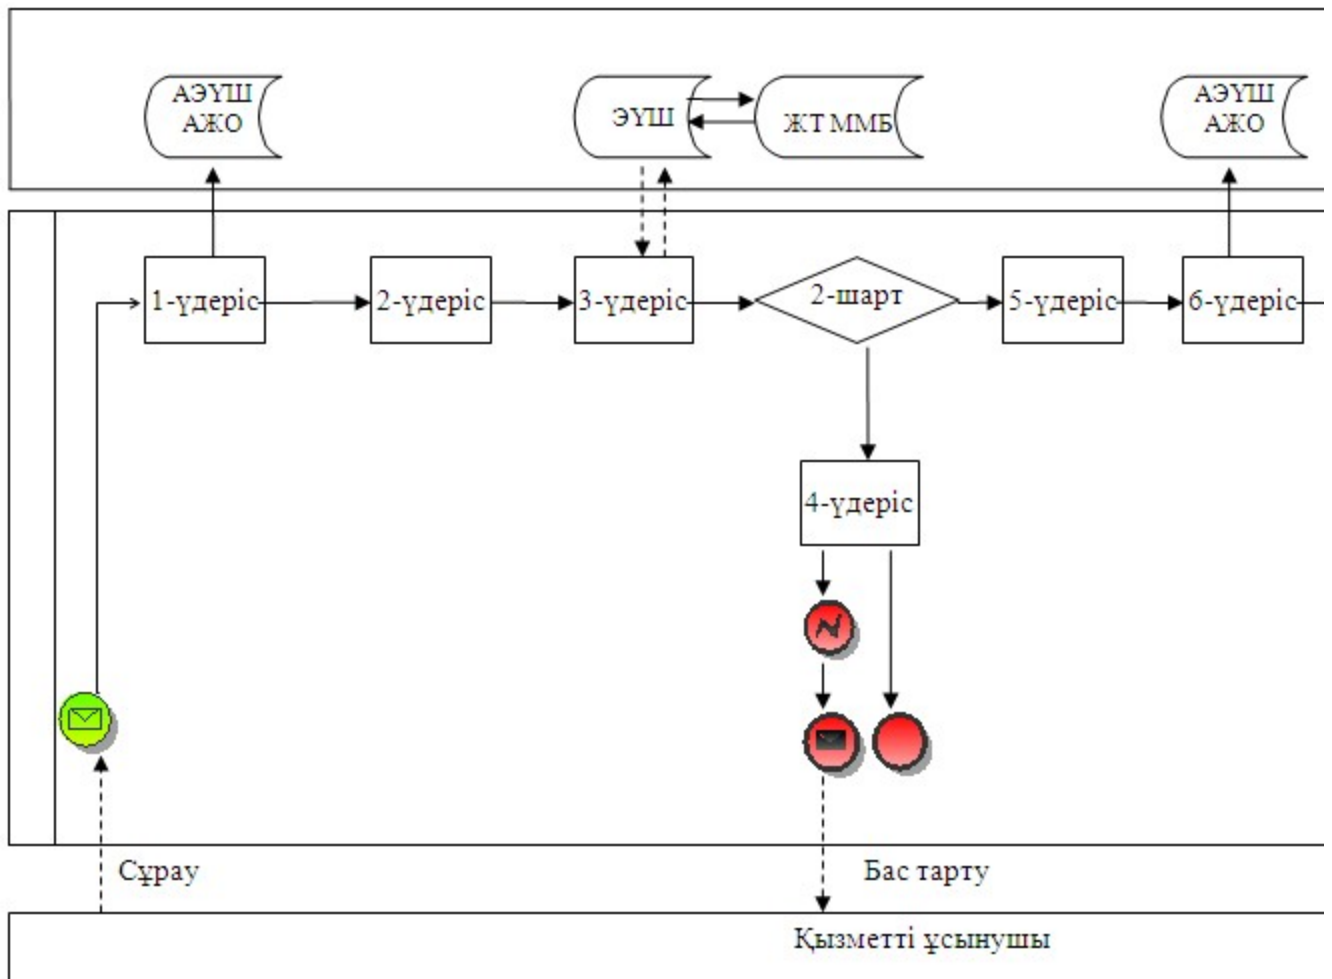 АЭҮШ
АЖО
ЭҮШ
ЖТ ММБ
АЭҮШ
АЖО
1-үдеріс
2-үдеріс
3-үдеріс
2-шарт
5-үдеріс
6-үдеріс
4-үдеріс
Сұрау
Бас тарту
Қызметті ұсынушы